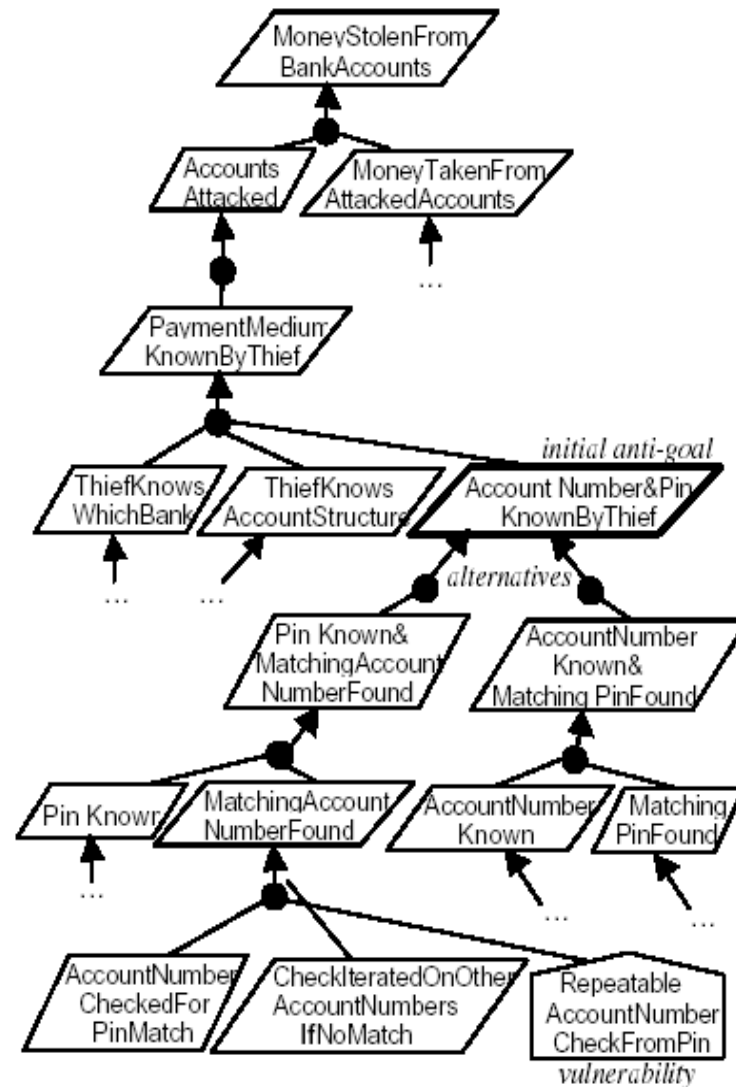 MoneyStolenFrom
BankAccounts
Accounts
Attacked
MoneyTakenFrom
AttackedAccounts
...
PaymentMedium
KnownByThief
initial anti-goal
ThiefKnows
WhichBank
ThiefKnows
AccountStructure
Account Number&Pin
KnownByThief
...
...
alternatives
Pin Known&
MatchingAccount
NumberFound
AccountNumber
Known&
Matching PinFound
Pin Known
MatchingAccount
NumberFound
AccountNumber
Known
Matching
PinFound
...
...
...
AccountNumber
CheckedFor
PinMatch
CheckIteratedOnOther
AccountNumbers
IfNoMatch
Repeatable
AccountNumber
CheckFromPin
vulnerability